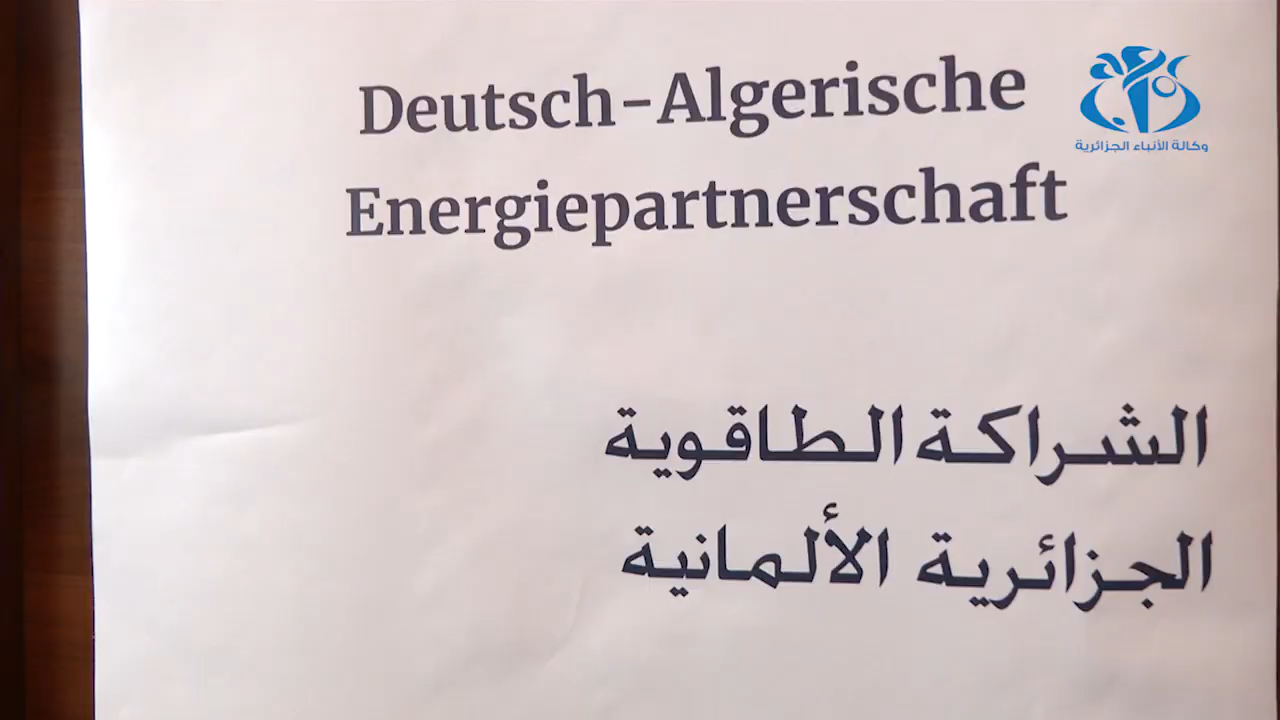 Deutsch-Algerische
Energiepartnerschaft
وكالة الأنباء الجزائرية
الشراكة الطاقوية
الجزائرية الألمانية